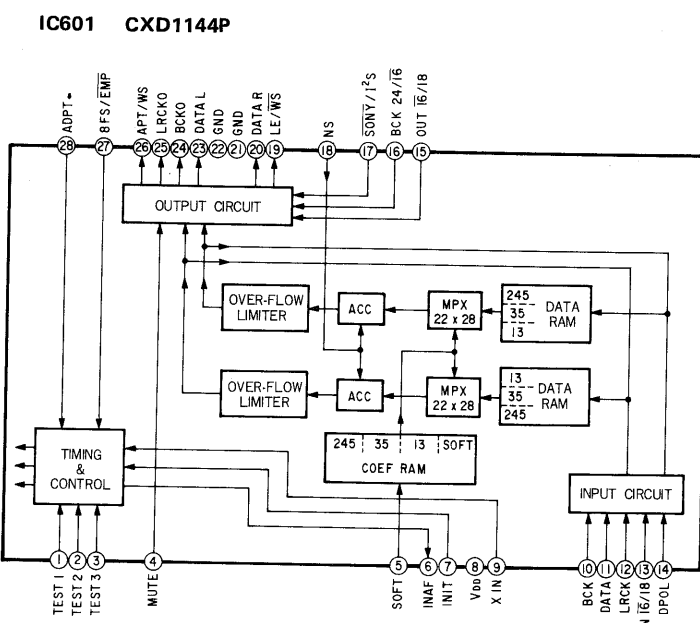 IC601 CXD1144P
ADPT*
8FS/EMP
APT/WS
LRCKO
BCKO
DATA L
GND
GND
DATA R
LE/WS
NS
SONY/I²S
BCK 24/16
OUT 16/18
28 27 26 25 24 23 22 21 20 19 18 17 16 15
OUTPUT CIRCUIT
OVER-FLOW
LIMITER
ACC
MPX
22 x 28
245
35
13
DATA
RAM
OVER-FLOW
LIMITER
ACC
MPX
22 x 28
13
35
245
DATA
RAM
245 35 13 SOFT
COEF RAM
TIMING
&
CONTROL
INPUT CIRCUIT
1 2 3 4 5 6 7 8 9 10 11 12 13 14
TEST 1
TEST 2
TEST 3
MUTE
SOFT
INAF
INIT
VDD
X IN
BCK
DATA
LRCK
N 16/18
DPOL